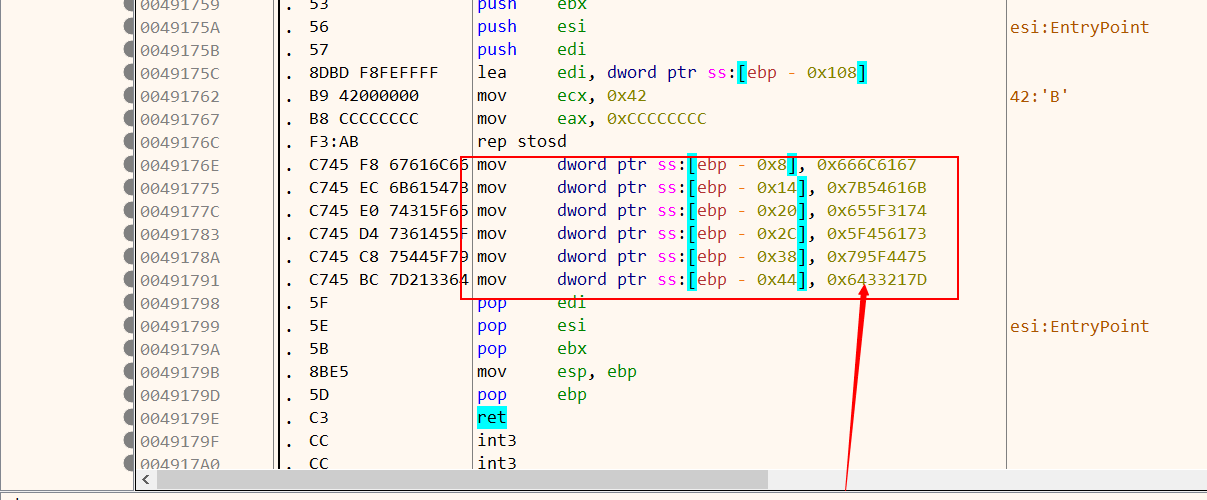 00491759 . 53 push ebx
0049175A . 56 push esi esi:EntryPoint
0049175B . 57 push edi
0049175C . 8DBD F8FEFFFF lea edi, dword ptr ss:[ebp - 0x108]
00491762 . B9 42000000 mov ecx, 0x42 42:'B'
00491767 . B8 CCCCCCCC mov eax, 0xCCCCCCCC
0049176C . F3:AB rep stosd
0049176E . C745 F8 67616C66 mov dword ptr ss:[ebp - 0x8], 0x666C6167
00491775 . C745 EC 6B61547B mov dword ptr ss:[ebp - 0x14], 0x7B54616B
0049177C . C745 E0 74315F65 mov dword ptr ss:[ebp - 0x20], 0x655F3174
00491783 . C745 D4 7361455F mov dword ptr ss:[ebp - 0x2C], 0x5F456173
0049178A . C745 C8 75445F79 mov dword ptr ss:[ebp - 0x38], 0x795F4475
00491791 . C745 BC 7D213364 mov dword ptr ss:[ebp - 0x44], 0x6433217D
00491798 . 5F pop edi
00491799 . 5E pop esi esi:EntryPoint
0049179A . 5B pop ebx
0049179B . 8BE5 mov esp, ebp
0049179D . 5D pop ebp
0049179E . C3 ret
0049179F . CC int3
004917A0 . CC int3